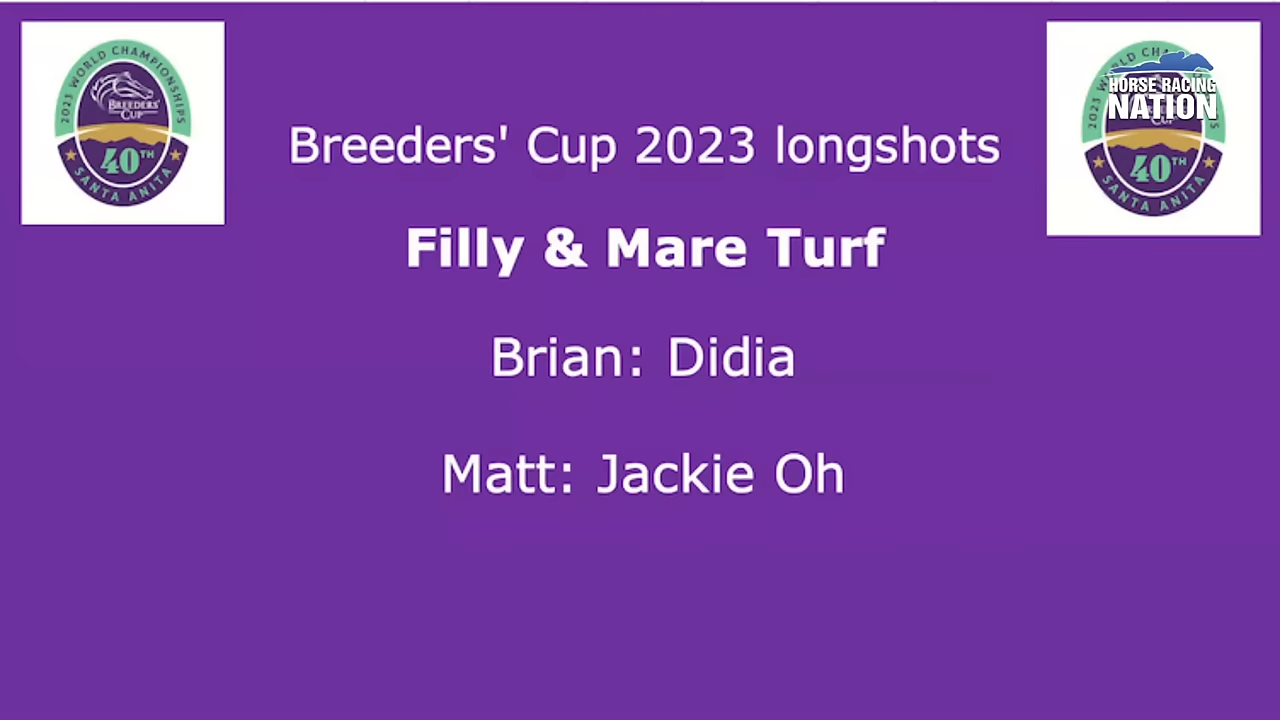 2023 WORLD CHAMPIONSHIPS
BREEDERS'
CUP
40TH
SANTA ANITA
HORSE RACING
NATION
40TH
SANTA ANITA
Breeders' Cup 2023 longshots
Filly & Mare Turf
Brian: Didia
Matt: Jackie Oh